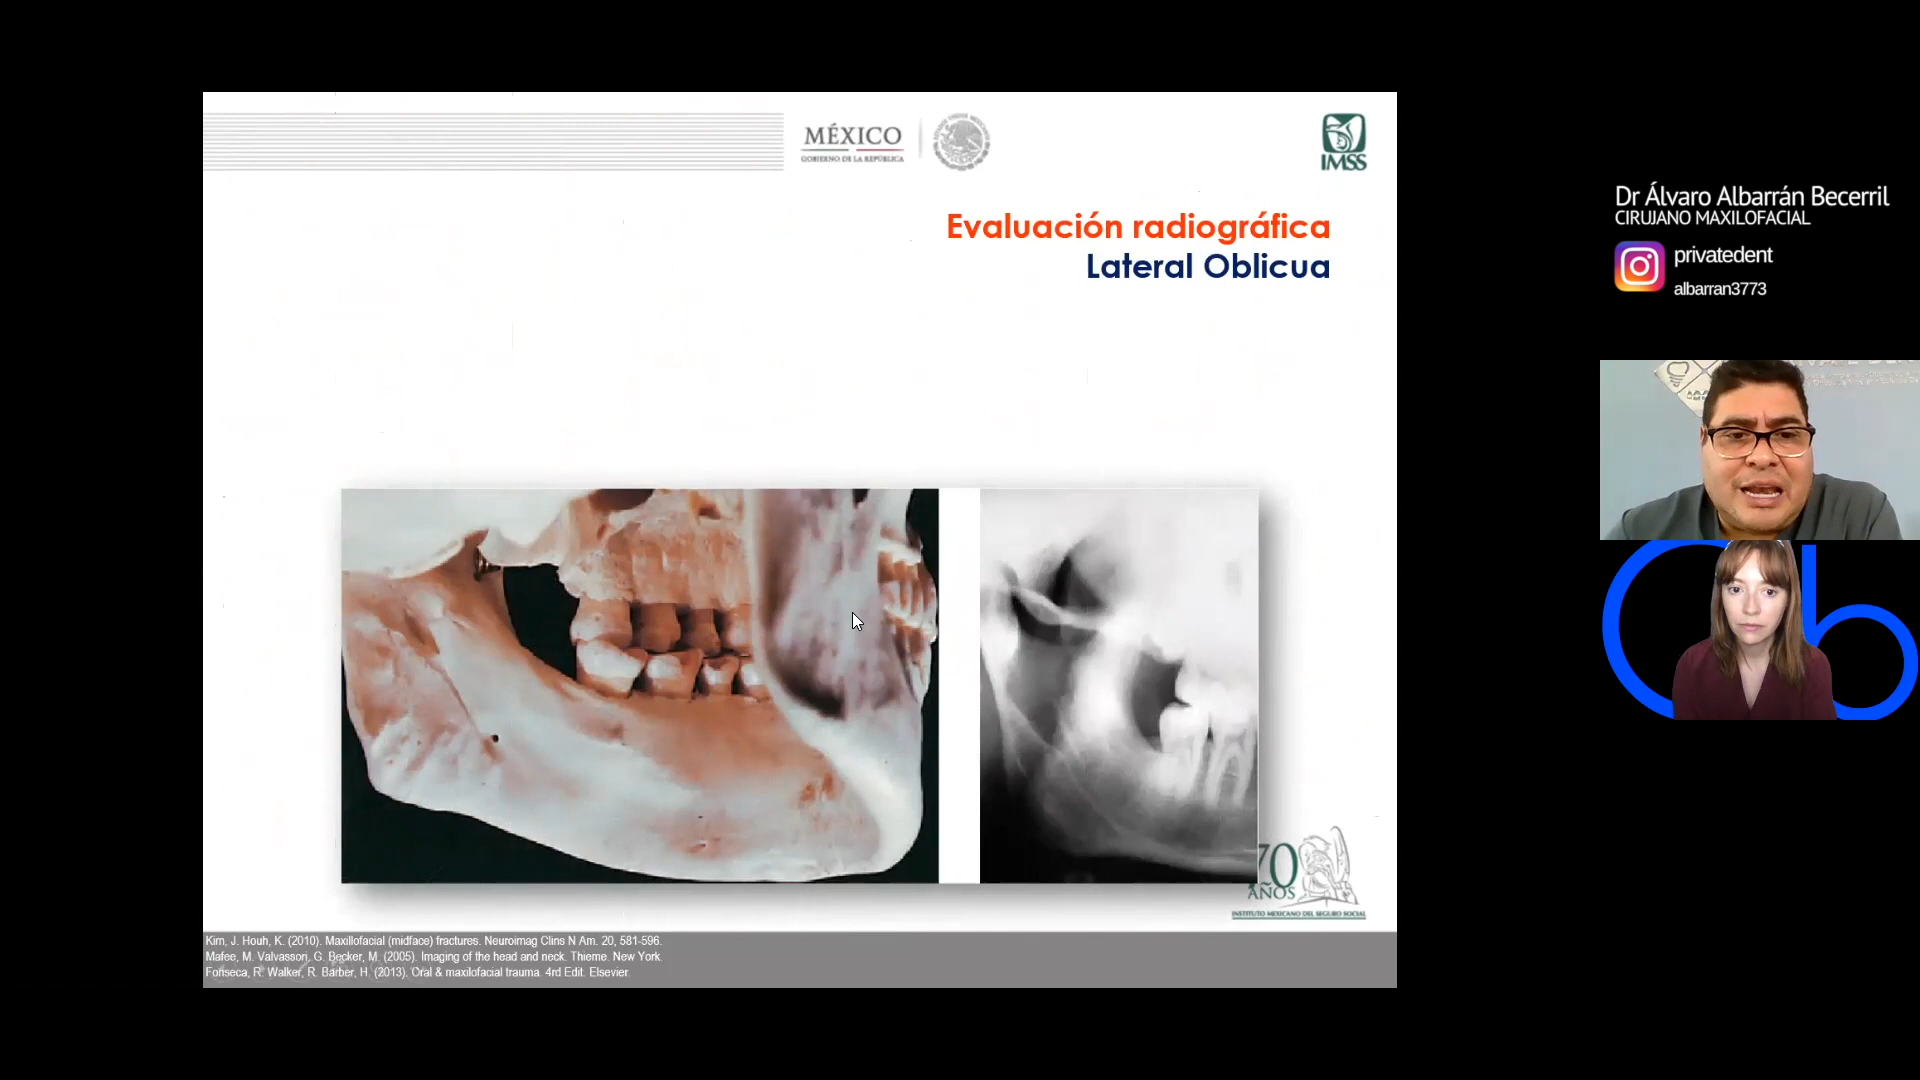 MÉXICO
GOBIERNO DE LA REPÚBLICA
IMSS
Evaluación radiográfica
Lateral Oblicua
70
AÑOS
INSTITUTO MEXICANO DEL SEGURO SOCIAL
Kim, J. Houh, K. (2010). Maxillofacial (midface) fractures. Neuroimag Clins N Am. 20, 581-596.
Mafee, M. Valvassori, G. Becker, M. (2005). Imaging of the head and neck. Thieme. New York.
Fonseca, R. Walker, R. Barber, H. (2013). Oral & maxilofacial trauma. 4rd Edit. Elsevier.
Dr Álvaro Albarrán Becerril
CIRUJANO MAXILOFACIAL
privatedent
albarran3773